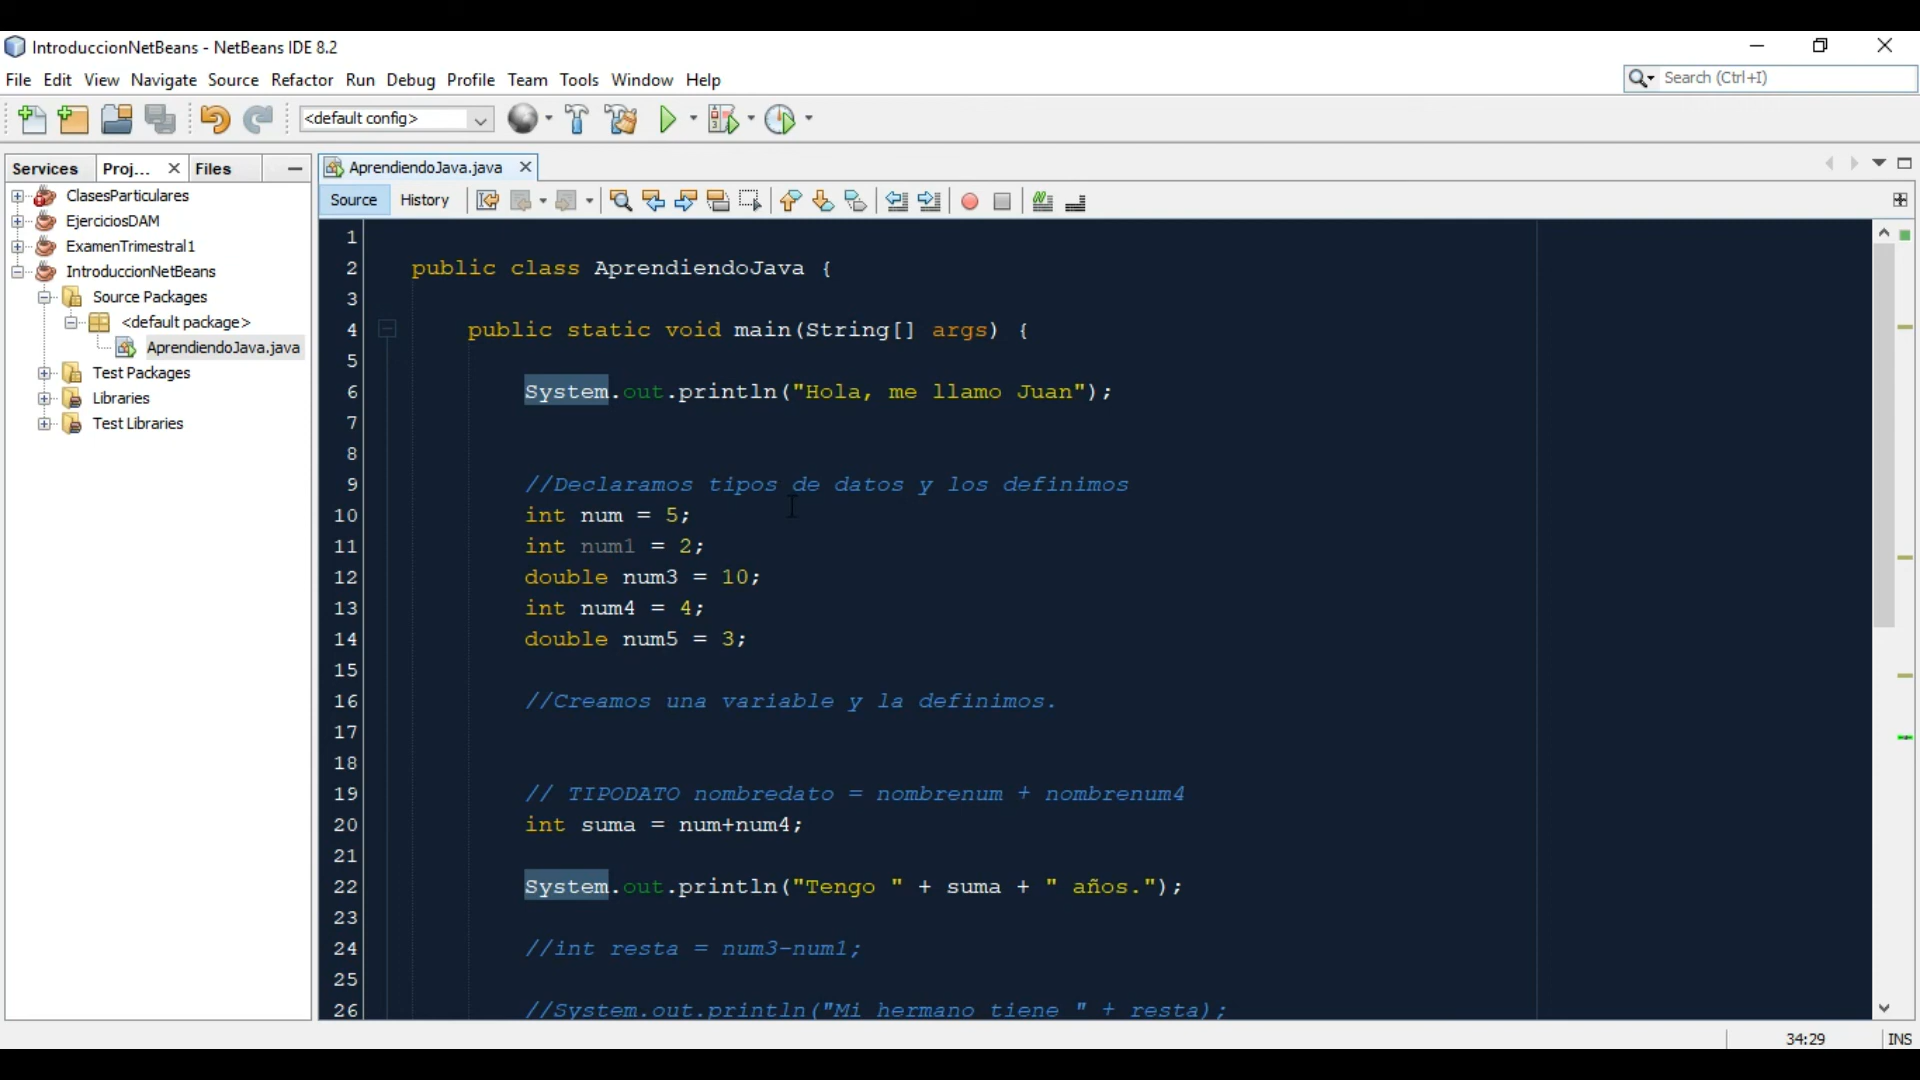 IntroduccionNetBeans - NetBeans IDE 8.2
File Edit View Navigate Source Refactor Run Debug Profile Team Tools Window Help
Search (Ctrl+I)
<default config>
Services Proj... Files
AprendiendoJava.java
Source History
ClasesParticulares
EjerciciosDAM
ExamenTrimestral1
IntroduccionNetBeans
Source Packages
<default package>
AprendiendoJava.java
Test Packages
Libraries
Test Libraries
1
2 public class AprendiendoJava {
3
4 public static void main(String[] args) {
5
6 System.out.println("Hola, me llamo Juan");
7
8
9 //Declaramos tipos de datos y los definimos
10 int num = 5;
11 int num1 = 2;
12 double num3 = 10;
13 int num4 = 4;
14 double num5 = 3;
15
16 //Creamos una variable y la definimos.
17
18
19 // TIPODATO nombredato = nombrenum + nombrenum4
20 int suma = num+num4;
21
22 System.out.println("Tengo " + suma + " años.");
23
24 //int resta = num3-num1;
25
26 //System.out.println("Mi hermano tiene " + resta);
34:29 INS